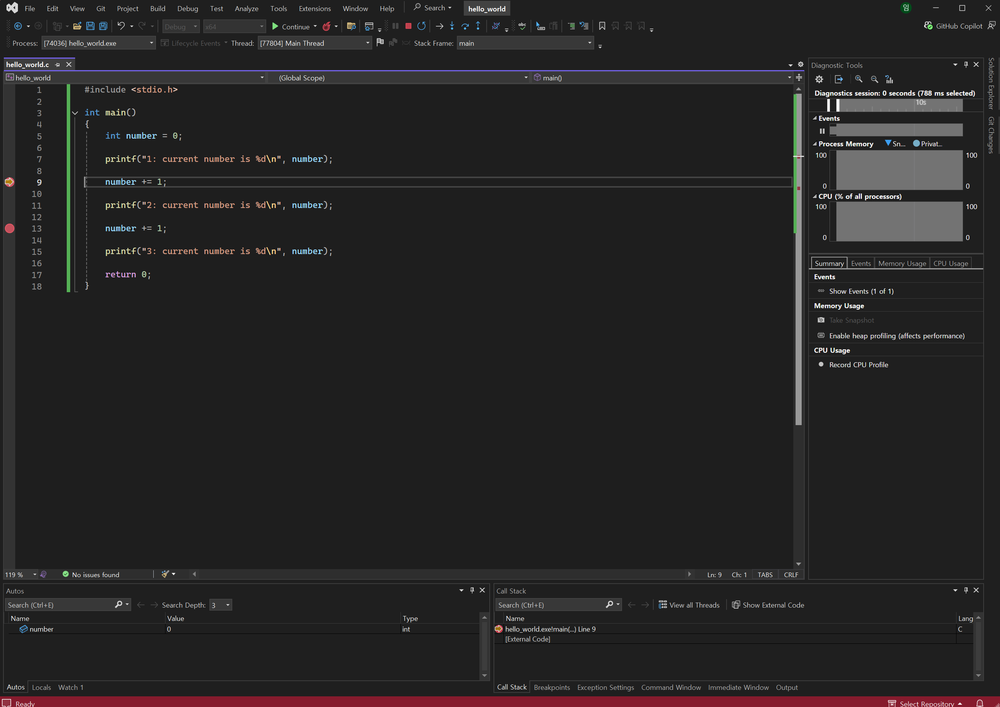 File Edit View Git Project Build Debug Test Analyze Tools Extensions Window Help Search hello_world 임
Debug x64 Continue abc GitHub Copilot
Process: [74036] hello_world.exe Lifecycle Events Thread: [77804] Main Thread Stack Frame: main
hello_world.c
hello_world (Global Scope) main()
1 #include <stdio.h>
2
3 int main()
4 {
5 int number = 0;
6
7 printf("1: current number is %d\n", number);
8
9 number += 1;
10
11 printf("2: current number is %d\n", number);
12
13 number += 1;
14
15 printf("3: current number is %d\n", number);
16
17 return 0;
18 }
119 % No issues found Ln: 9 Ch: 1 TABS CRLF
Diagnostic Tools
Diagnostics session: 0 seconds (788 ms selected)
10s
Events
Process Memory Sn... Privat...
100 100
0 0
CPU (% of all processors)
100 100
0 0
Summary Events Memory Usage CPU Usage
Events
Show Events (1 of 1)
Memory Usage
Take Snapshot
Enable heap profiling (affects performance)
CPU Usage
Record CPU Profile
Solution Explorer
Git Changes
Autos
Search (Ctrl+E) Search Depth: 3
Name Value Type
number 0 int
Autos Locals Watch 1
Call Stack
Search (Ctrl+E) View all Threads Show External Code
Name Lang
hello_world.exe!main(...) Line 9 C
[External Code]
Call Stack Breakpoints Exception Settings Command Window Immediate Window Output
Ready Select Repository